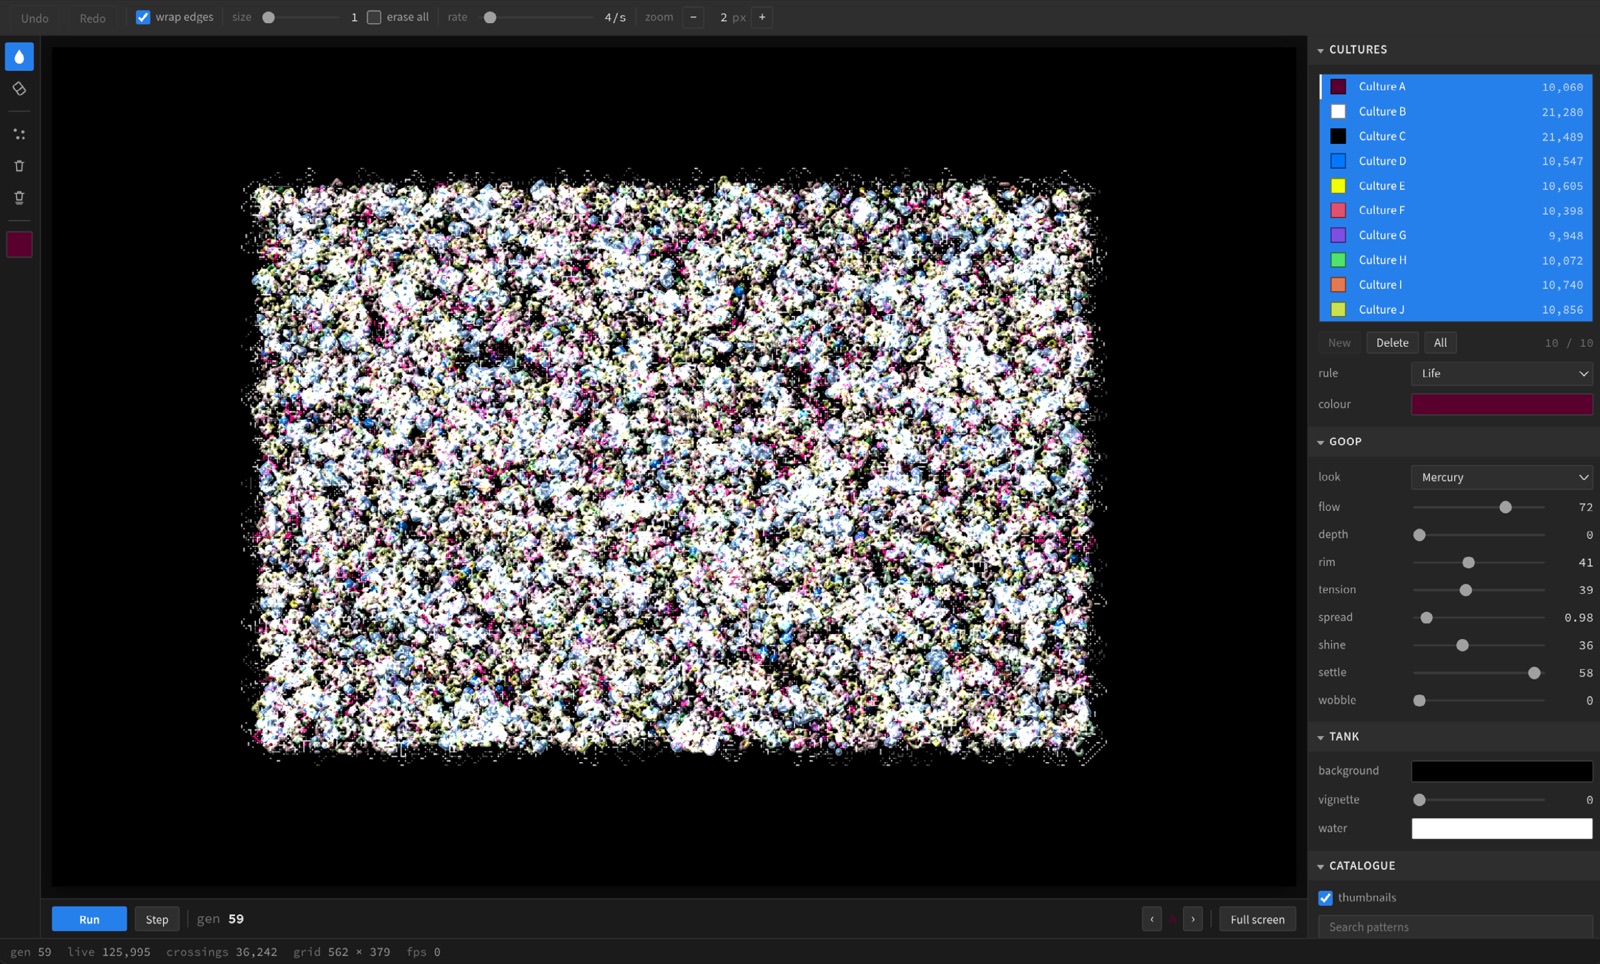 Undo Redo wrap edges size 1 erase all rate 4/s zoom − 2 px +
CULTURES
Culture A 10,060
Culture B 21,280
Culture C 21,489
Culture D 10,547
Culture E 10,605
Culture F 10,398
Culture G 9,948
Culture H 10,072
Culture I 10,740
Culture J 10,856
New Delete All 10 / 10
rule Life
colour
GOOP
look Mercury
flow 72
depth 0
rim 41
tension 39
spread 0.98
shine 36
settle 58
wobble 0
TANK
background
vignette 0
water
CATALOGUE
thumbnails
Search patterns
Run Step gen 59 ‹ › Full screen
gen 59 live 125,995 crossings 36,242 grid 562 × 379 fps 0